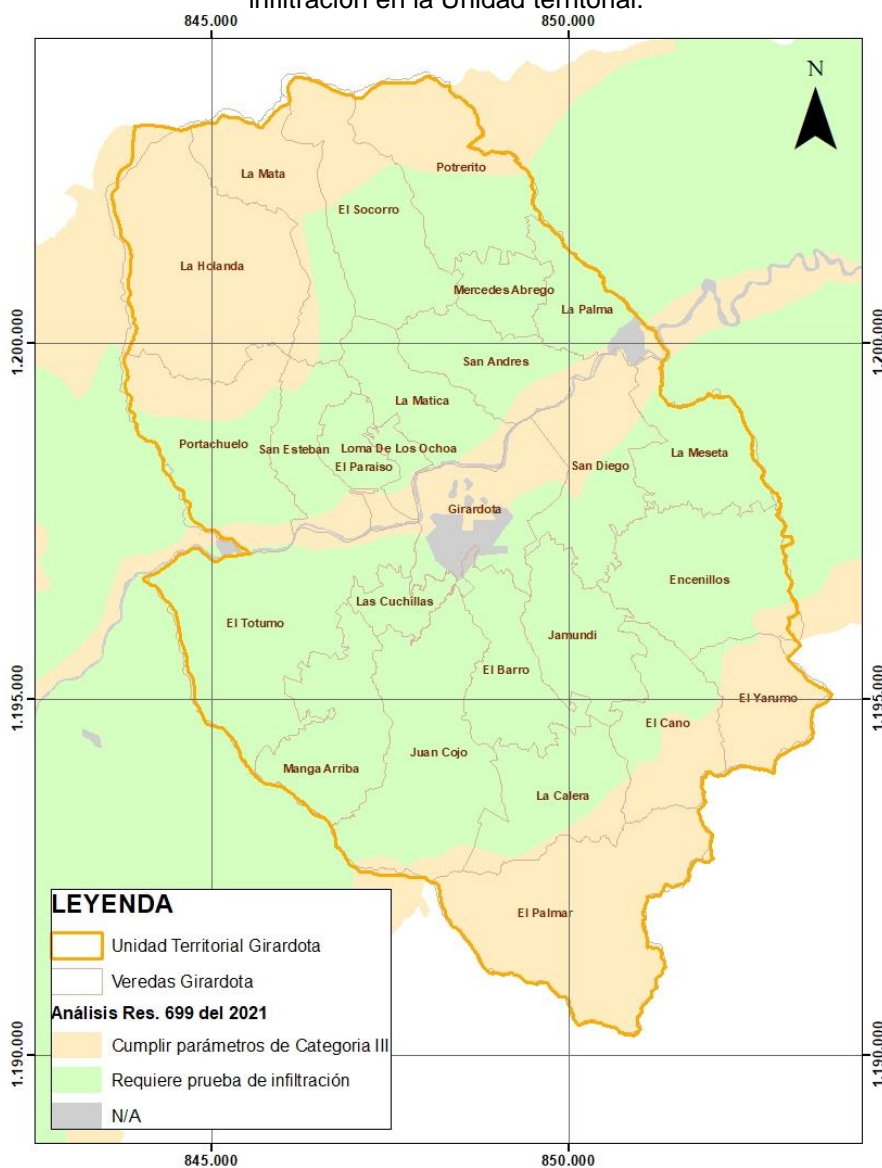 infiltración en la Unidad territorial.
845.000 850.000
N
La Mata
Potrerito
El Socorro
La Holanda
Mercedes Abrego
La Palma
1.200.000 1.200.000
San Andres
La Matica
Portachuelo
San Esteban
Loma De Los Ochoa
El Paraiso
San Diego
La Meseta
Girardota
Encenillos
Las Cuchillas
El Totumo
Jamundi
El Barro
1.195.000 1.195.000
El Yarumo
El Cano
Juan Cojo
Manga Arriba
La Calera
El Palmar
LEYENDA
Unidad Territorial Girardota
Veredas Girardota
Análisis Res. 699 del 2021
Cumplir parámetros de Categoria III
Requiere prueba de infiltración
N/A
1.190.000 1.190.000
845.000 850.000